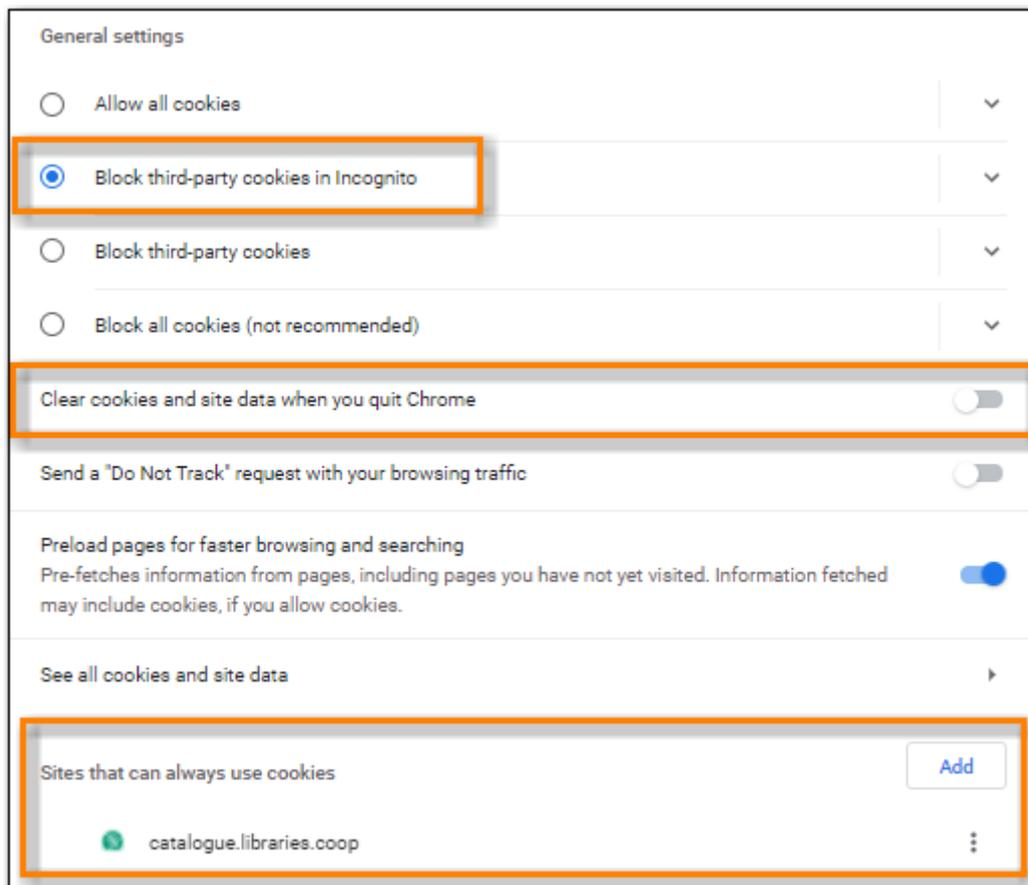 General settings
Allow all cookies
Block third-party cookies in Incognito
Block third-party cookies
Block all cookies (not recommended)
Clear cookies and site data when you quit Chrome
Send a "Do Not Track" request with your browsing traffic
Preload pages for faster browsing and searching
Pre-fetches information from pages, including pages you have not yet visited. Information fetched
may include cookies, if you allow cookies.
See all cookies and site data
Sites that can always use cookies Add
catalogue.libraries.coop